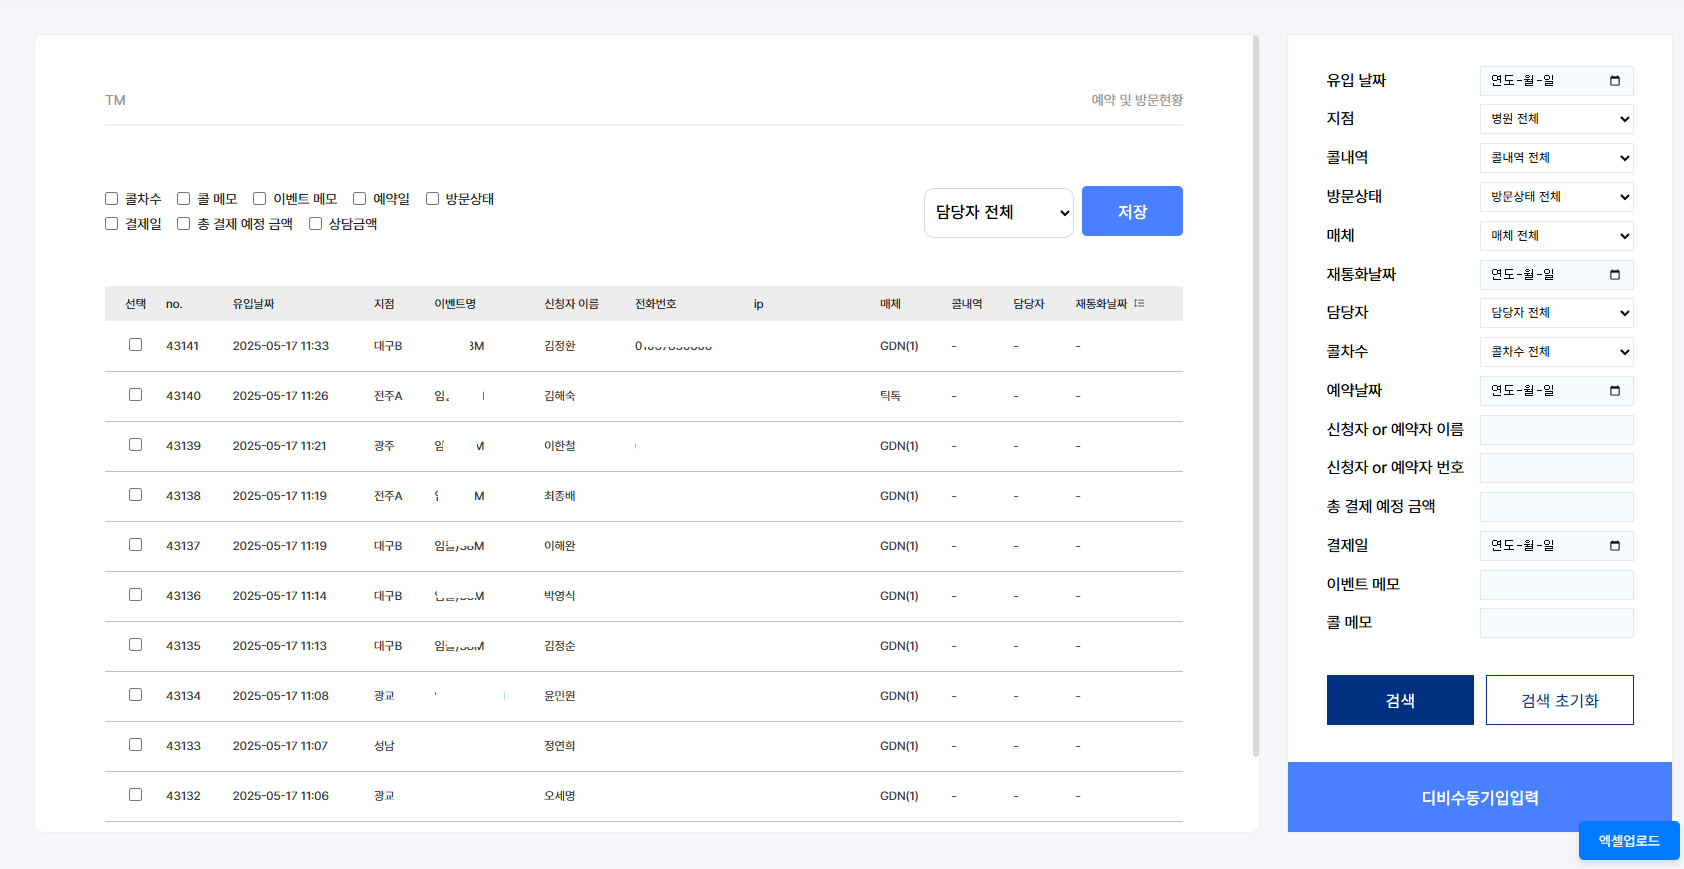 TM 예약 및 방문현황
콜차수 콜 메모 이벤트 메모 예약일 방문상태
결제일 총 결제 예정 금액 상담금액
담당자 전체 저장
선택 no. 유입날짜 지점 이벤트명 신청자 이름 전화번호 ip 매체 콜내역 담당자 재통화날짜
43141 2025-05-17 11:33 대구B M 김정환 GDN(1) - - -
43140 2025-05-17 11:26 전주A 김해숙 틱톡 - - -
43139 2025-05-17 11:21 광주 이한철 GDN(1) - - -
43138 2025-05-17 11:19 전주A M 최종배 GDN(1) - - -
43137 2025-05-17 11:19 대구B 이해완 GDN(1) - - -
43136 2025-05-17 11:14 대구B 박영식 GDN(1) - - -
43135 2025-05-17 11:13 대구B 김정순 GDN(1) - - -
43134 2025-05-17 11:08 광교 윤민원 GDN(1) - - -
43133 2025-05-17 11:07 성남 정연희 GDN(1) - - -
43132 2025-05-17 11:06 광교 오세명 GDN(1) - - -
유입 날짜 연도-월-일
지점 병원 전체
콜내역 콜내역 전체
방문상태 방문상태 전체
매체 매체 전체
재통화날짜 연도-월-일
담당자 담당자 전체
콜차수 콜차수 전체
예약날짜 연도-월-일
신청자 or 예약자 이름
신청자 or 예약자 번호
총 결제 예정 금액
결제일 연도-월-일
이벤트 메모
콜 메모
검색 검색 초기화
디비수동기입입력
엑셀업로드